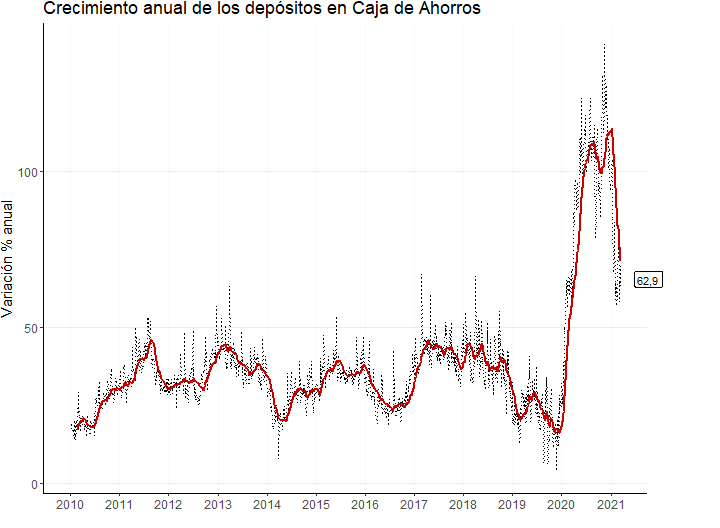 Crecimiento anual de los depósitos en Caja de Ahorros
Variación % anual
100
50
0
62,9
2010 2011 2012 2013 2014 2015 2016 2017 2018 2019 2020 2021